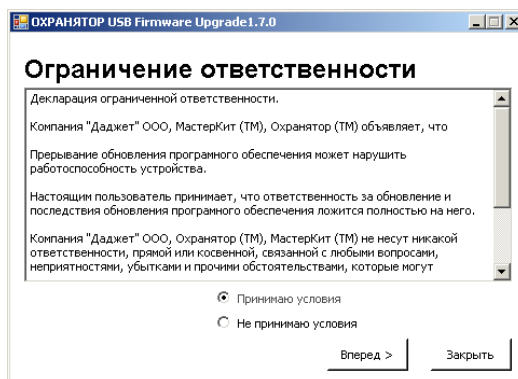 ОХРАНЯТОР USB Firmware Upgrade1.7.0
Ограничение ответственности
Декларация ограниченной ответственности.
Компания "Даджет" ООО, МастерКит (ТМ), Охранятор (ТМ) объявляет, что
Прерывание обновления програмного обеспечения может нарушить
работоспособность устройства.
Настоящим пользователь принимает, что ответственность за обновление и
последствия обновления програмного обеспечения ложится полностью на него.
Компания "Даджет" ООО, Охранятор (ТМ), МастерКит (ТМ) не несут никакой
ответственности, прямой или косвенной, связанной с любыми вопросами,
неприятностями, убытками и прочими обстоятельствами, которые могут
Принимаю условия
Не принимаю условия
Вперед >
Закрыть